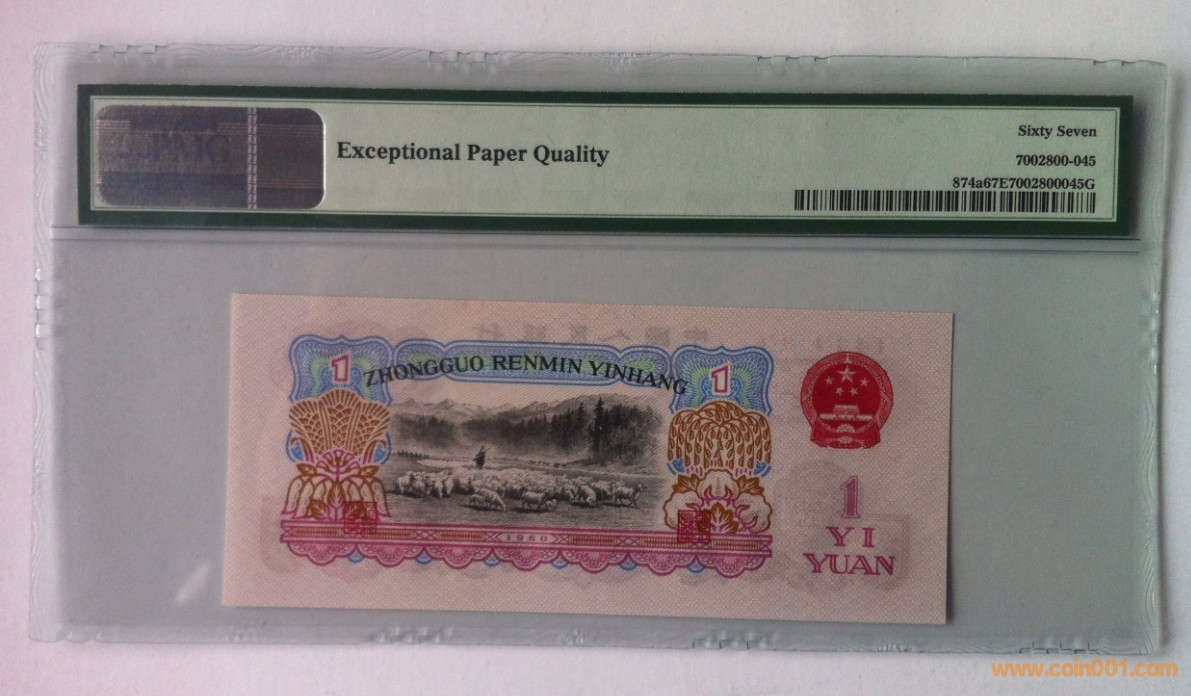 PMG
Exceptional Paper Quality
Sixty Seven
7002800-045
874a67E7002800045G
1
ZHONGGUO RENMIN YINHANG
1
1960
1
YI
YUAN
www.coin001.com